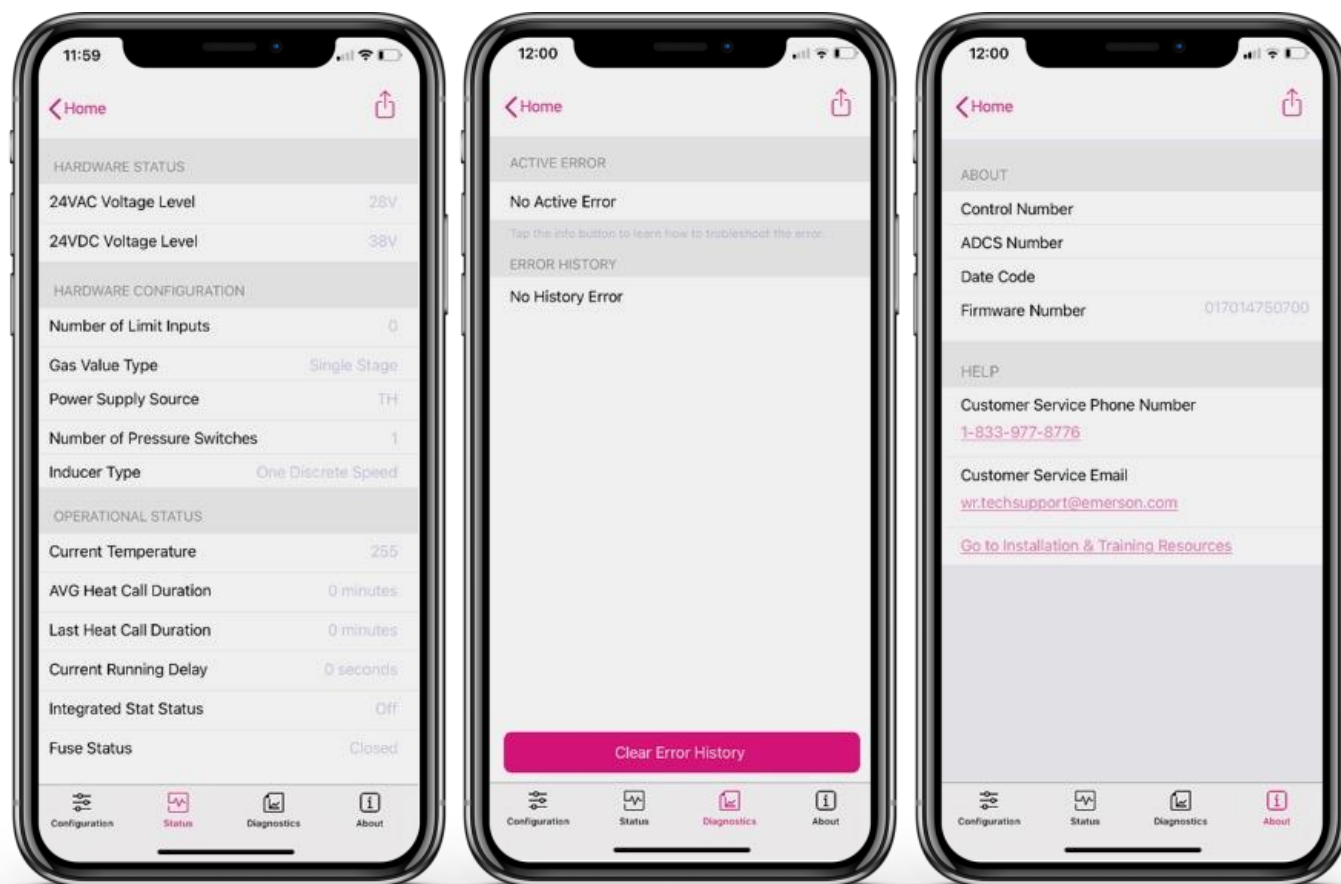 11:59
Home
HARDWARE STATUS
24VAC Voltage Level 28V
24VDC Voltage Level 38V
HARDWARE CONFIGURATION
Number of Limit Inputs 0
Gas Value Type Single Stage
Power Supply Source TH
Number of Pressure Switches 1
Inducer Type One Discrete Speed
OPERATIONAL STATUS
Current Temperature 255
AVG Heat Call Duration 0 minutes
Last Heat Call Duration 0 minutes
Current Running Delay 0 seconds
Integrated Stat Status Off
Fuse Status Closed
Configuration Status Diagnostics About
12:00
Home
ACTIVE ERROR
No Active Error
Tap the info button to learn how to trobleshoot the error.
ERROR HISTORY
No History Error
Clear Error History
Configuration Status Diagnostics About
12:00
Home
ABOUT
Control Number
ADCS Number
Date Code
Firmware Number 017014750700
HELP
Customer Service Phone Number
1-833-977-8776
Customer Service Email
wr.techsupport@emerson.com
Go to Installation & Training Resources
Configuration Status Diagnostics About